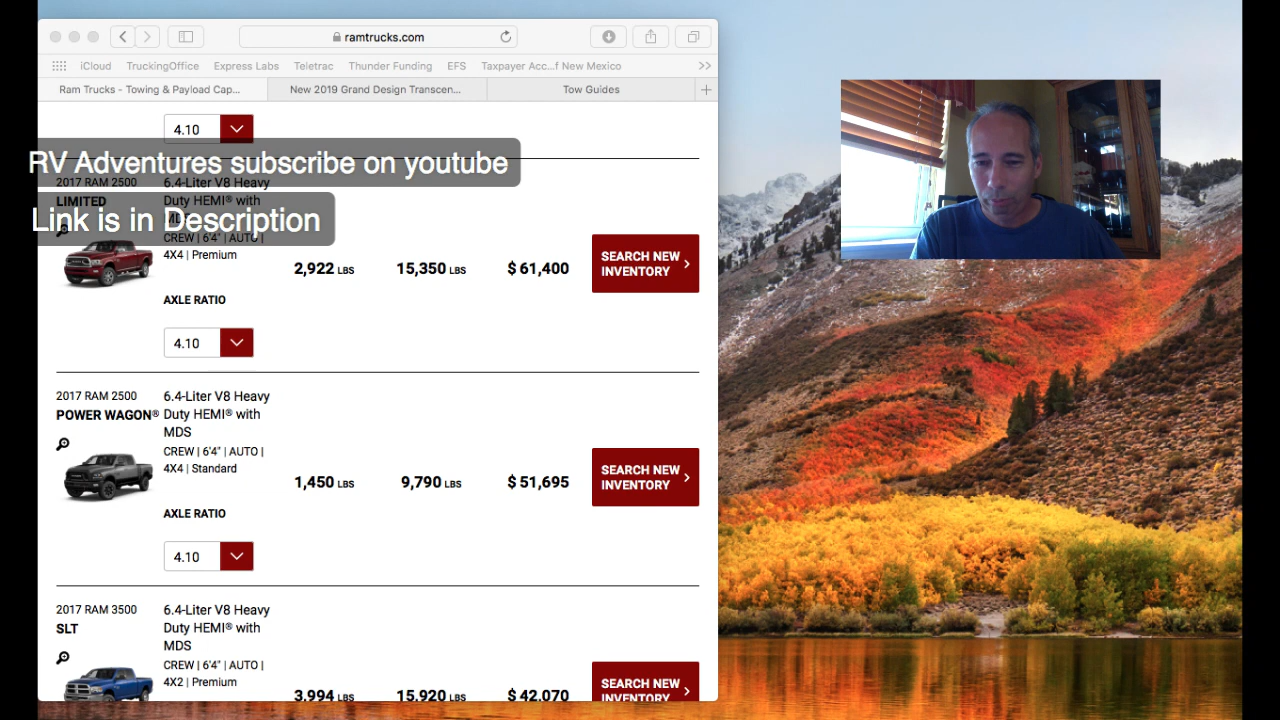 ramtrucks.com
iCloud TruckingOffice Express Labs Teletrac Thunder Funding EFS Taxpayer Acc...f New Mexico >>
Ram Trucks - Towing & Payload Cap... New 2019 Grand Design Transcen... Tow Guides +
4.10
RV Adventures subscribe on youtube
2017 RAM 2500
LIMITED
6.4-Liter V8 Heavy
Duty HEMI® with
MDS
Link is in Description
CREW | 6'4" | AUTO |
4X4 | Premium
2,922 LBS 15,350 LBS $ 61,400
SEARCH NEW
INVENTORY
AXLE RATIO
4.10
2017 RAM 2500
POWER WAGON®
6.4-Liter V8 Heavy
Duty HEMI® with
MDS
CREW | 6'4" | AUTO |
4X4 | Standard
1,450 LBS 9,790 LBS $ 51,695
SEARCH NEW
INVENTORY
AXLE RATIO
4.10
2017 RAM 3500
SLT
6.4-Liter V8 Heavy
Duty HEMI® with
MDS
CREW | 6'4" | AUTO |
4X2 | Premium
3,994 LBS 15,920 LBS $ 42,070
SEARCH NEW
INVENTORY